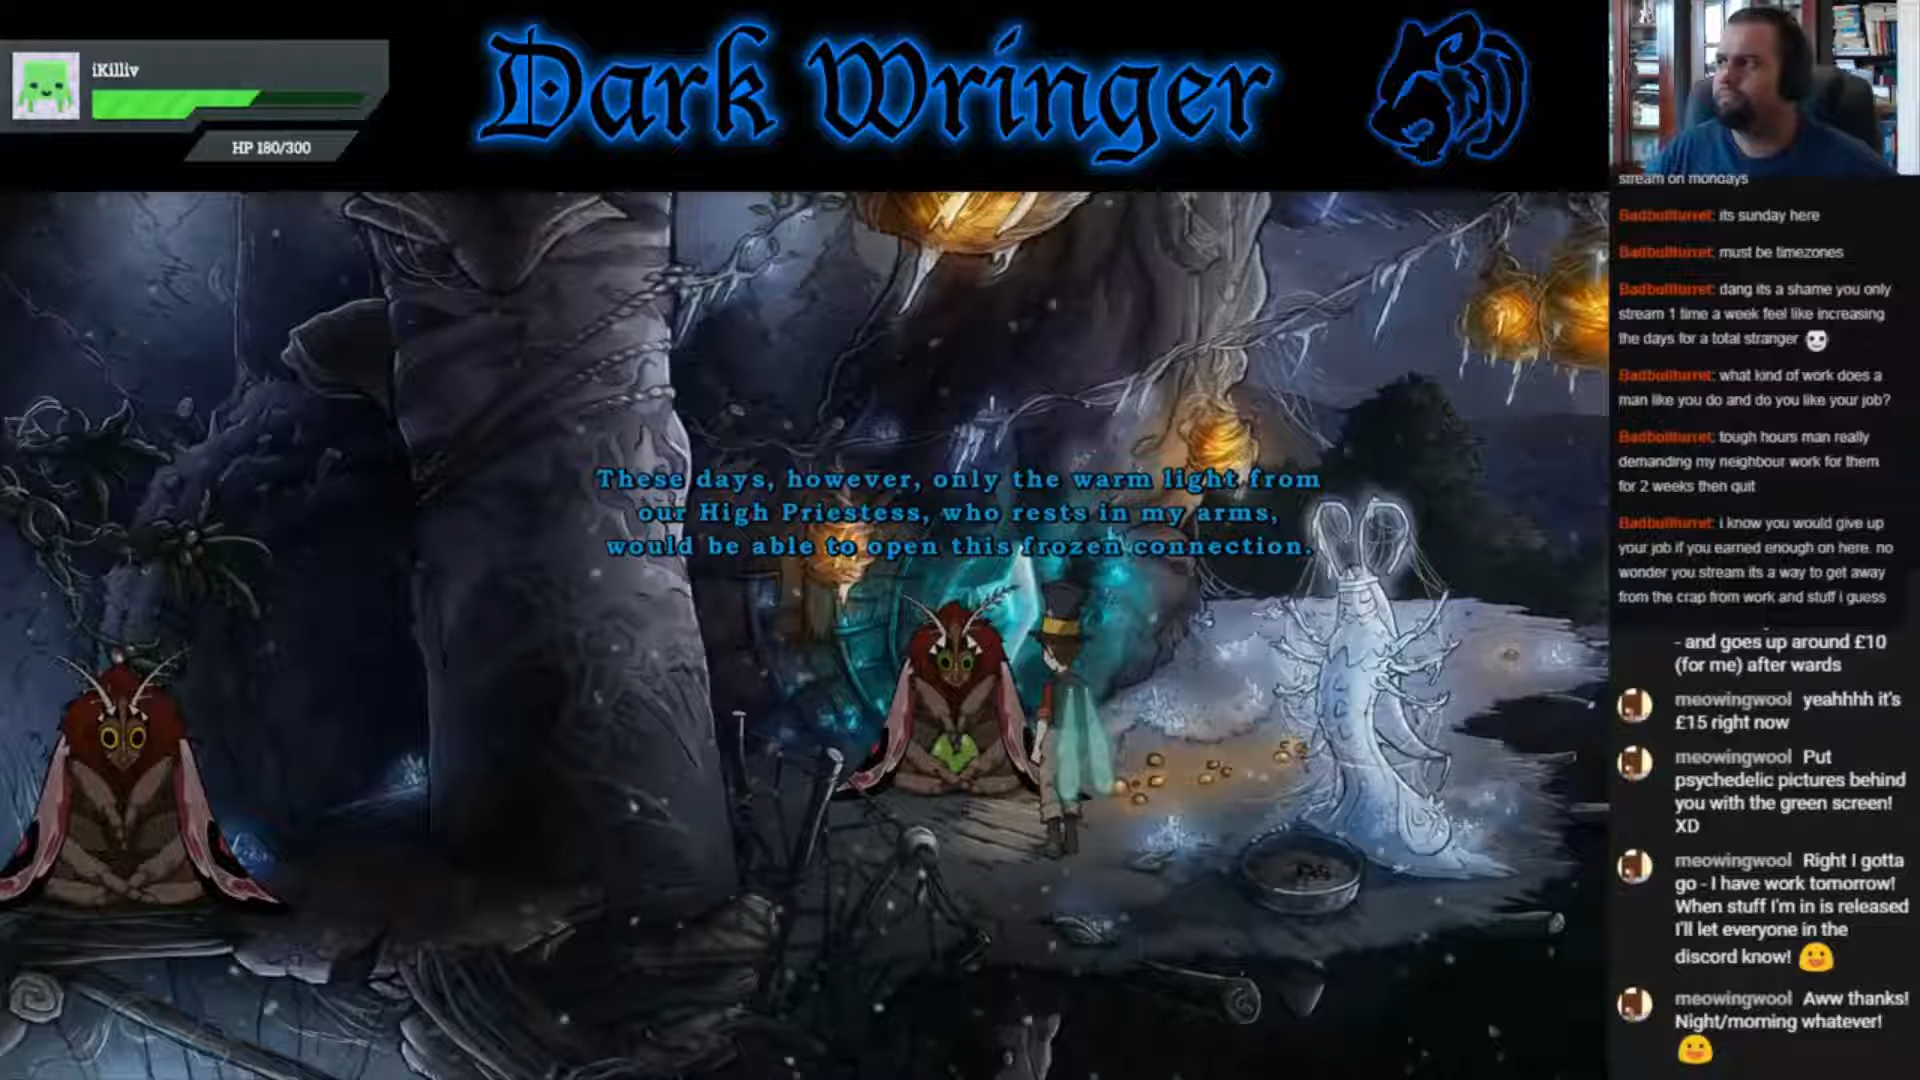 iKilliv
HP 180/300
Dark Wringer
These days, however, only the warm light from
our High Priestess, who rests in my arms,
would be able to open this frozen connection.
stream on mondays
Badbullturret: its sunday here
Badbullturret: must be timezones
Badbullturret: dang its a shame you only
stream 1 time a week feel like increasing
the days for a total stranger
Badbullturret: what kind of work does a
man like you do and do you like your job?
Badbullturret: tough hours man really
demanding my neighbour work for them
for 2 weeks then quit
Badbullturret: i know you would give up
your job if you earned enough on here. no
wonder you stream its a way to get away
from the crap from work and stuff i guess
- and goes up around £10
(for me) after wards
meowingwool yeahhhh it's
£15 right now
meowingwool Put
psychedelic pictures behind
you with the green screen!
XD
meowingwool Right I gotta
go - I have work tomorrow!
When stuff I'm in is released
I'll let everyone in the
discord know!
meowingwool Aww thanks!
Night/morning whatever!